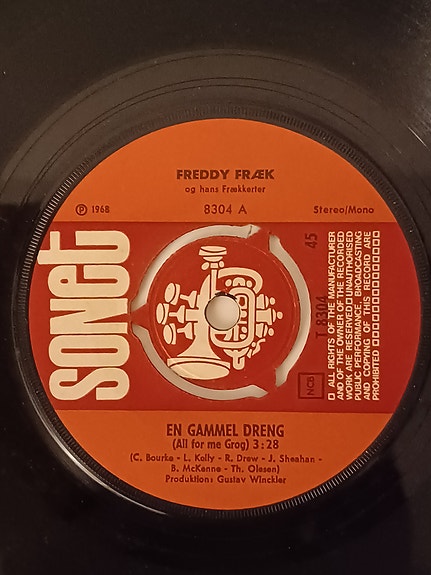 FREDDY FRÆK
og hans Frækkerter
℗ 1968
8304 A
Stereo/Mono
SONET
45
T 8304
□ ALL RIGHTS OF THE MANUFACTURER
AND OF THE OWNER OF THE RECORDED
WORK ARE RESERVED □ UNAUTHORISED
PUBLIC PERFORMANCE, BROADCASTING
AND COPYING OF THIS RECORD ARE
PROHIBITED □□□□□□□□□□□
NCB
EN GAMMEL DRENG
(All for me Grog) 3:28
(C. Bourke - L. Kelly - R. Drew - J. Sheahan -
B. McKenne - Th. Olesen)
Produktion: Gustav Winckler